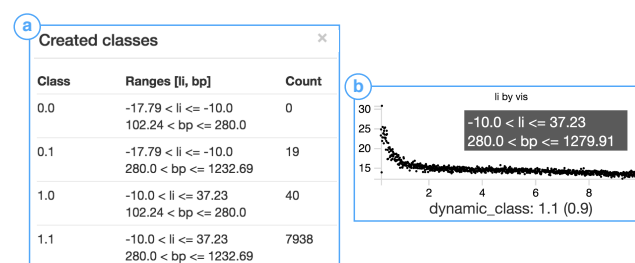 a
Created classes ×
Class Ranges [li, bp] Count
0.0 -17.79 < li <= -10.0 0
102.24 < bp <= 280.0
0.1 -17.79 < li <= -10.0 19
280.0 < bp <= 1232.69
1.0 -10.0 < li <= 37.23 40
102.24 < bp <= 280.0
1.1 -10.0 < li <= 37.23 7938
280.0 < bp <= 1232.69
b
li by vis
-10.0 < li <= 37.23
280.0 < bp <= 1279.91
30
25
20
15
2 4 6 8
dynamic_class: 1.1 (0.9)